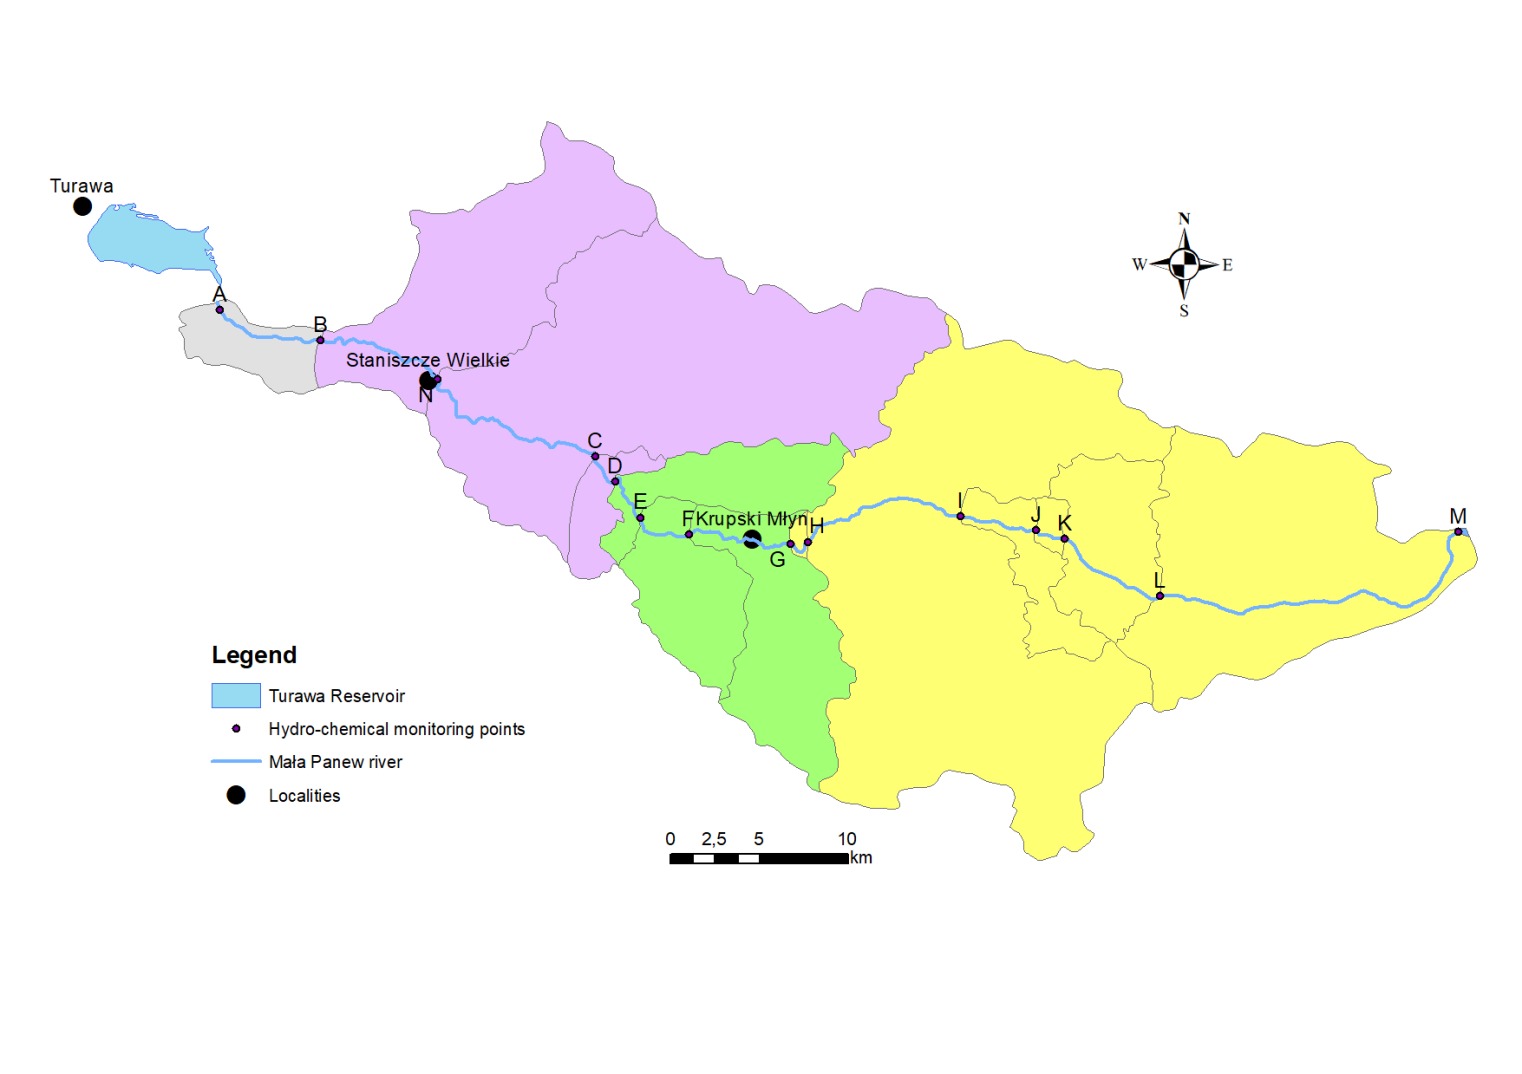 Turawa
N
W
E
S
A
B
Staniszcze Wielkie
N
C
D
E
F
Krupski Młyn
G
H
I
J
K
L
M
Legend
Turawa Reservoir
Hydro-chemical monitoring points
Mała Panew river
Localities
0 2,5 5 10
km